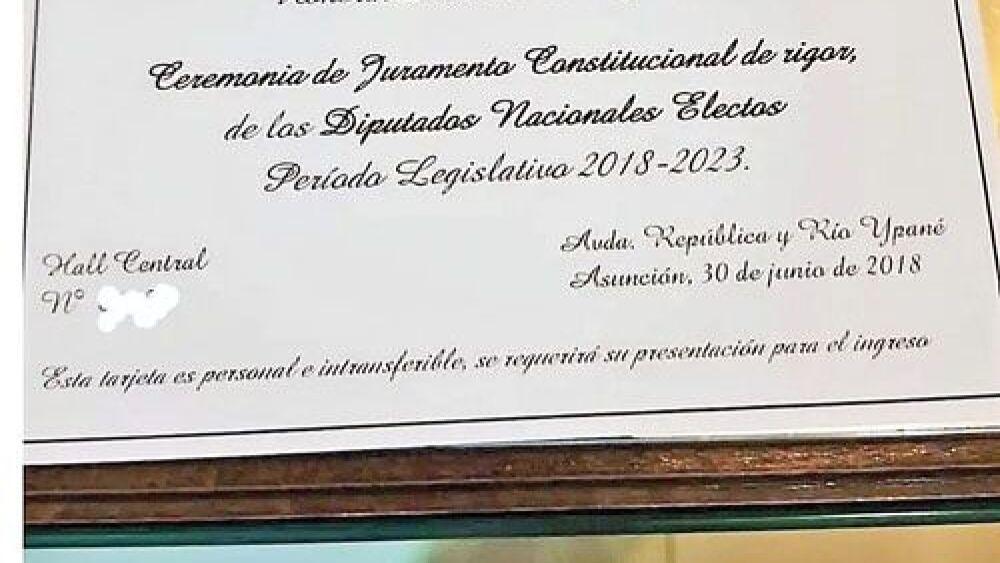 Ceremonia de Juramento Constitucional de rigor,
de los Diputados Nacionales Electos
Período Legislativo 2018-2023.
Avda. República y Río Ypané
Asunción, 30 de junio de 2018
Hall Central
Nº
Esta tarjeta es personal e intransferible, se requerirá su presentación para el ingreso